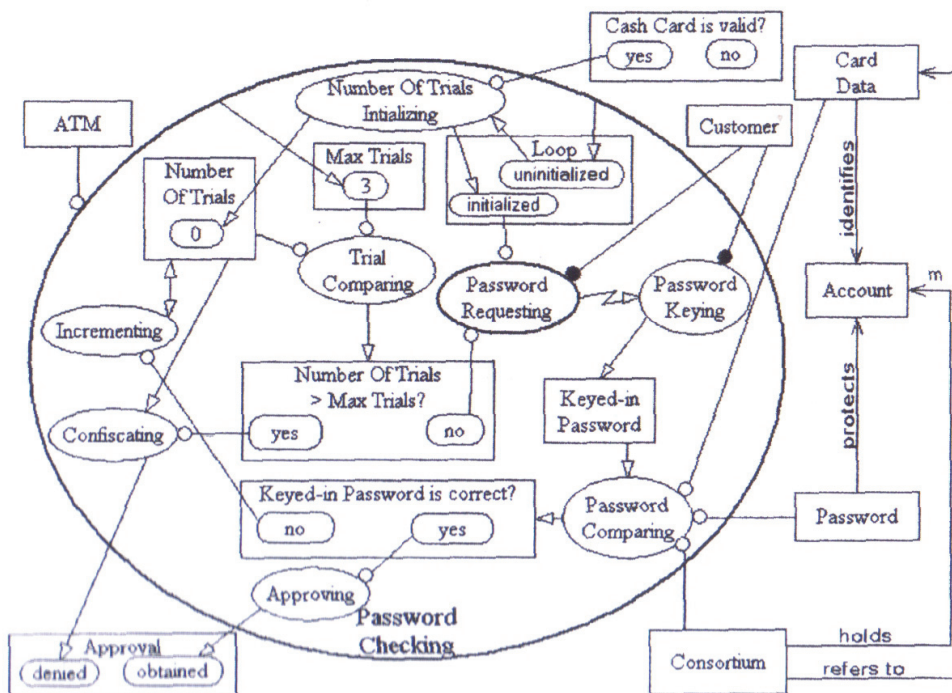 Cash Card is valid?
yes
no
Card
Data
Number Of Trials
Intializing
ATM
Customer
Loop
uninitialized
initialized
Max Trials
3
Number
Of Trials
0
identifies
Trial
Comparing
Password
Requesting
Password
Keying
m
Account
Incrementing
Number Of Trials
> Max Trials?
yes
no
Keyed-in
Password
protects
Confiscating
Keyed-in Password is correct?
no
yes
Password
Comparing
Password
Approving
Password
Checking
Approval
denied
obtained
Consortium
holds
refers to